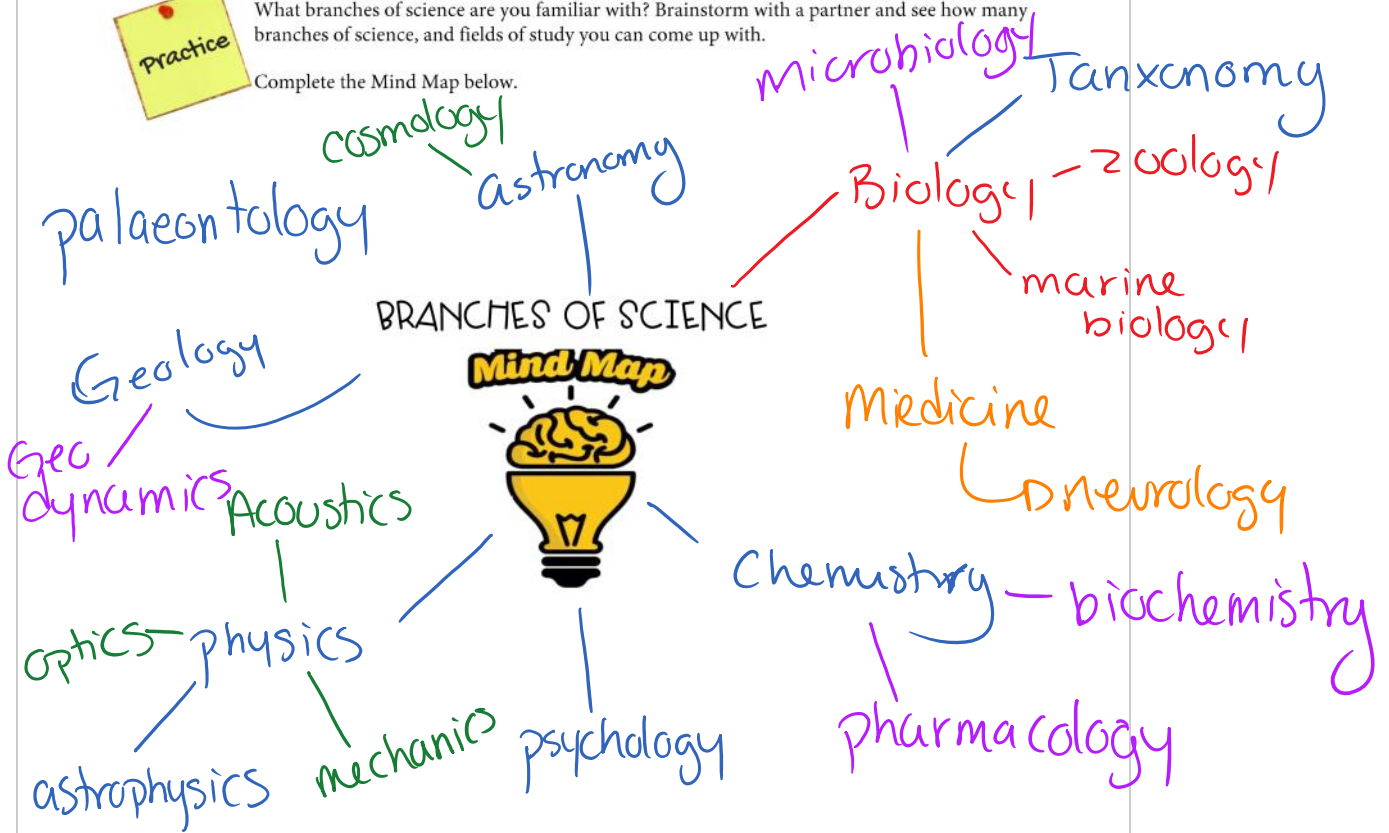 What branches of science are you familiar with? Brainstorm with a partner and see how many
branches of science, and fields of study you can come up with.
Practice
Complete the Mind Map below.
microbiology
Tanxonomy
cosmology
astronomy
Biology
zoology
palaeontology
marine
biology
BRANCHES OF SCIENCE
Mind Map
Geology
Medicine
Geo
dynamics
Acoustics
neurology
Chemistry
biochemistry
optics
physics
pharmacology
psychology
mechanics
astrophysics